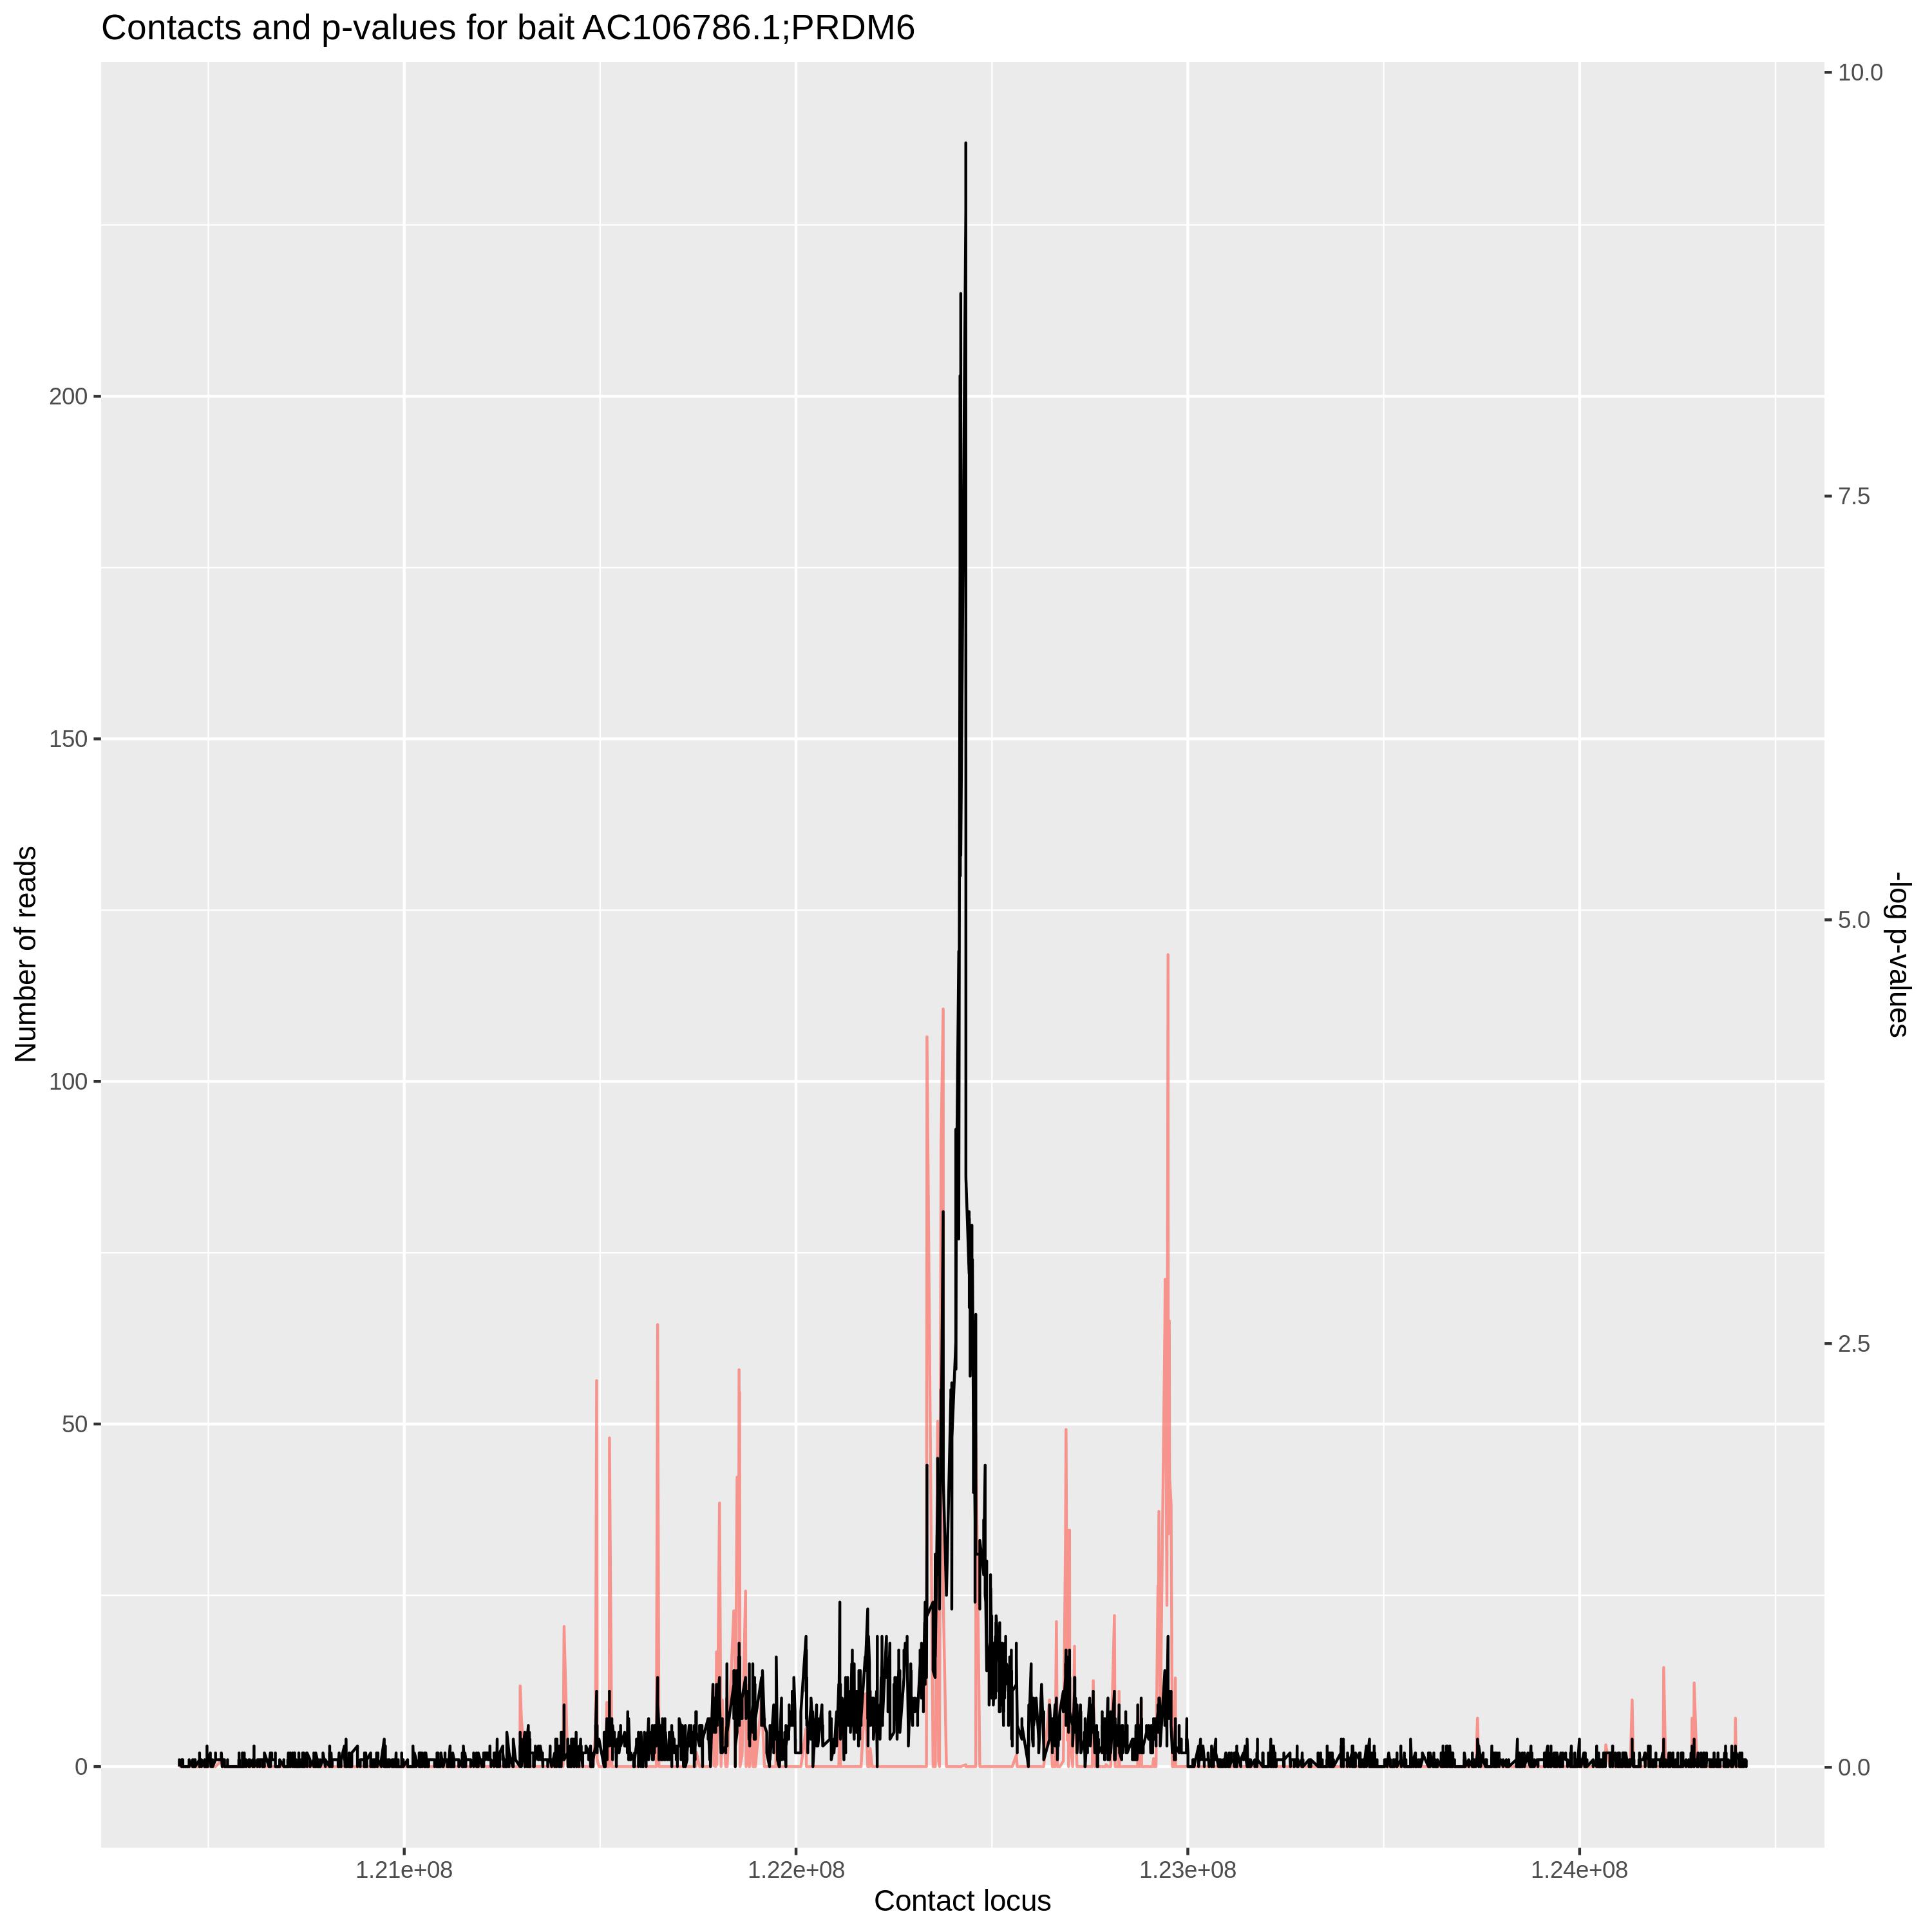 Contacts and p-values for bait AC106786.1;PRDM6
10.0
7.5
5.0
2.5
0.0
-log p-values
200
150
100
50
0
Number of reads
1.21e+08
1.22e+08
1.23e+08
1.24e+08
Contact locus